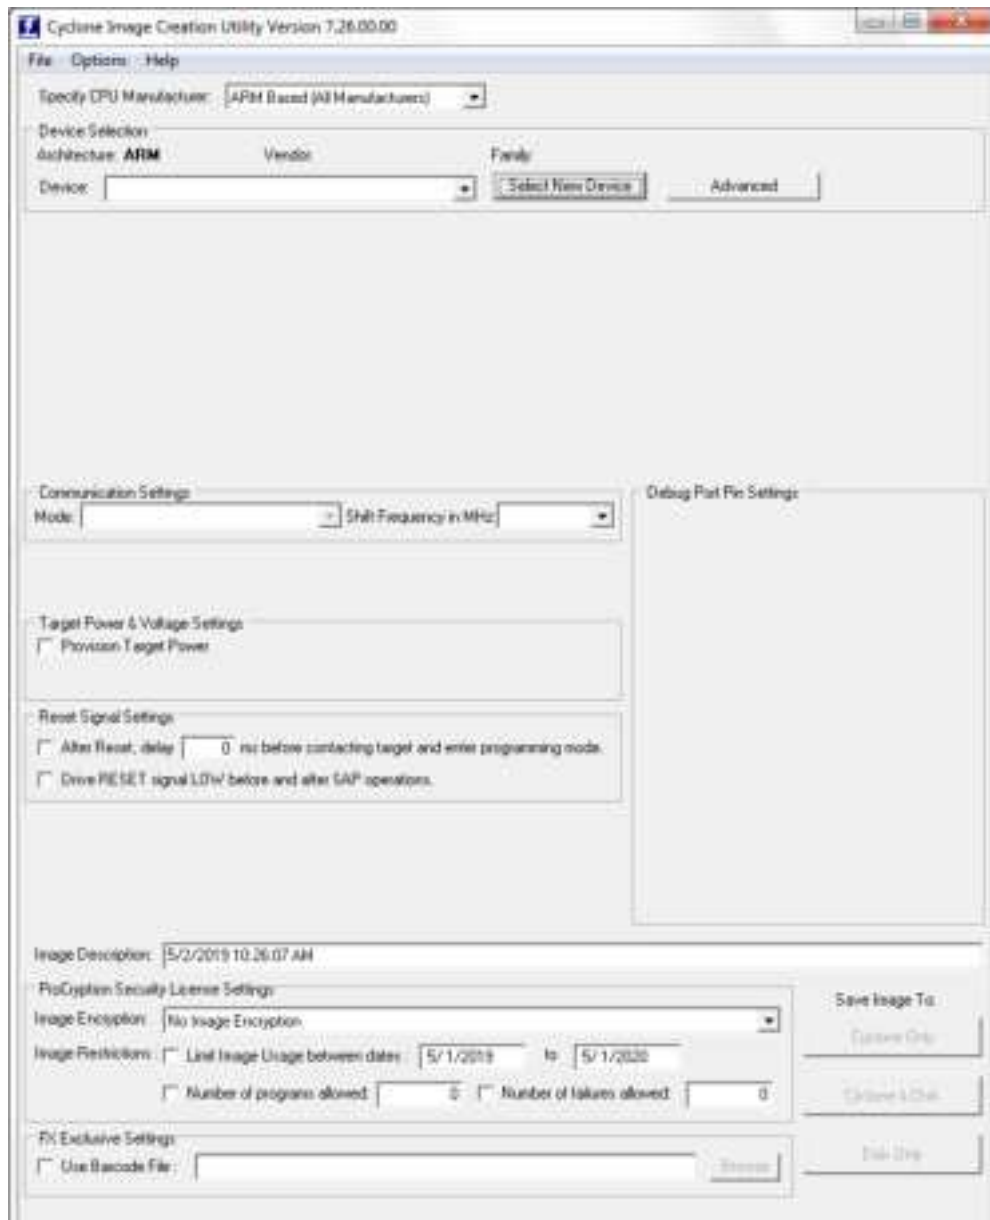 Cyclone Image Creation Utility Version 7.26.00.00
File Options Help
Specify CPU Manufacturer: ARM Based (All Manufacturers)
Device Selection
Architecture: ARM Vendor: Family:
Device: Select New Device Advanced
Communication Settings Debug Port Pin Settings
Mode: Shift Frequency in MHz:
Target Power & Voltage Settings
Provision Target Power
Reset Signal Settings
After Reset, delay 0 ms before contacting target and enter programming mode.
Drive RESET signal LOW before and after SAP operations.
Image Description: 5/2/2019 10:26:07 AM
ProCryption Security License Settings
Save Image To:
Image Encryption: No Image Encryption
Cyclone Only
Image Restrictions: Limit Image Usage between dates: 5/ 1/2019 to 5/ 1/2020
Number of programs allowed: 0 Number of failures allowed: 0
Cyclone & Disk
FX Exclusive Settings
Disk Only
Use Barcode File : Browse